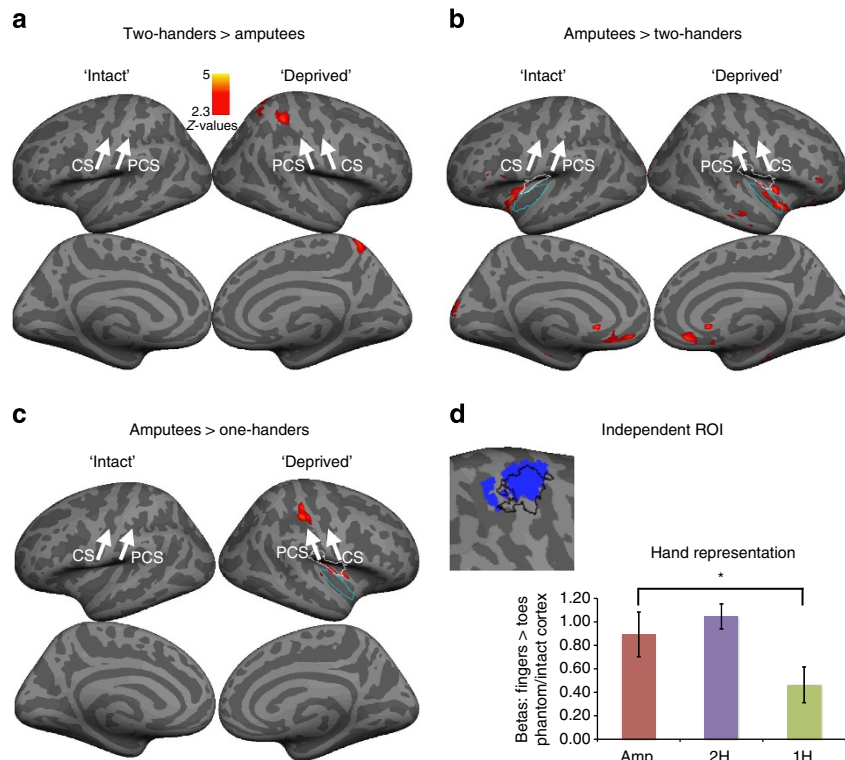 a
Two-handers > amputees
‘Intact’
5
2.3
Z-values
‘Deprived’
CS
PCS
PCS
CS
b
Amputees > two-handers
‘Intact’
‘Deprived’
CS
PCS
PCS
CS
c
Amputees > one-handers
‘Intact’
‘Deprived’
CS
PCS
PCS
CS
d
Independent ROI
Hand representation
*
Betas: fingers > toes
phantom/intact cortex
1.20
1.00
0.80
0.60
0.40
0.20
0.00
Amp
2H
1H